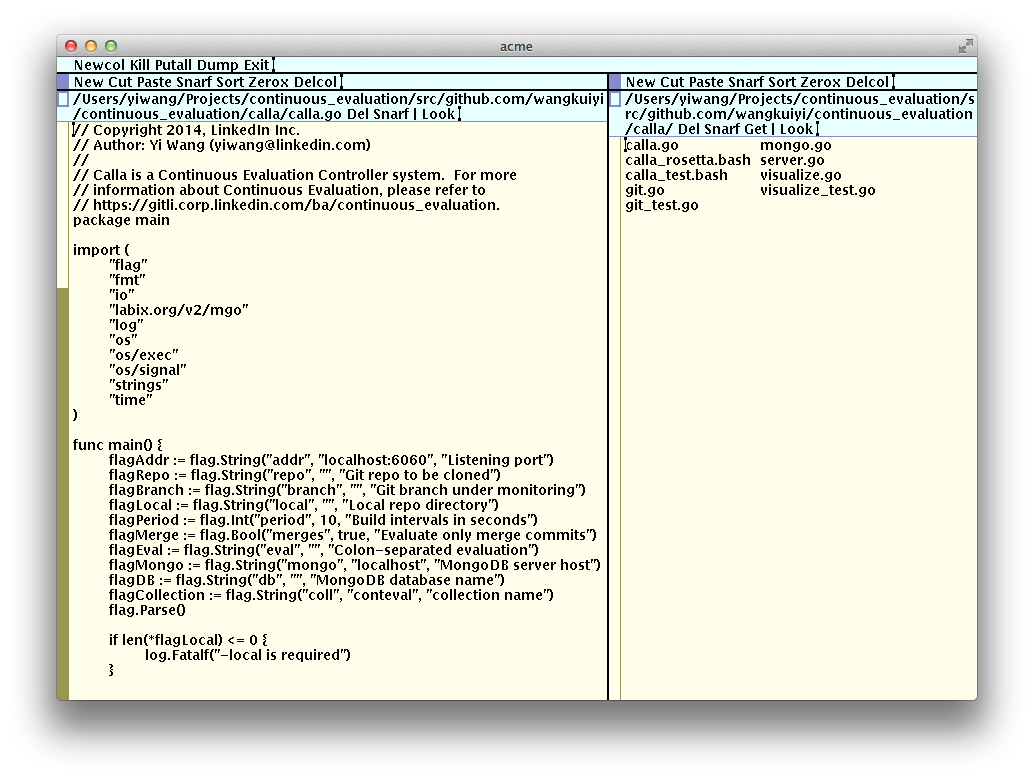 acme
Newcol Kill Putall Dump Exit
New Cut Paste Snarf Sort Zerox Delcol
/Users/yiwang/Projects/continuous_evaluation/src/github.com/wangkuiyi
/continuous_evaluation/calla/calla.go Del Snarf | Look
// Copyright 2014, LinkedIn Inc.
// Author: Yi Wang (yiwang@linkedin.com)
//
// Calla is a Continuous Evaluation Controller system.  For more
// information about Continuous Evaluation, please refer to
// https://gitli.corp.linkedin.com/ba/continuous_evaluation.
package main

import (
	"flag"
	"fmt"
	"io"
	"labix.org/v2/mgo"
	"log"
	"os"
	"os/exec"
	"os/signal"
	"strings"
	"time"
)

func main() {
	flagAddr := flag.String("addr", "localhost:6060", "Listening port")
	flagRepo := flag.String("repo", "", "Git repo to be cloned")
	flagBranch := flag.String("branch", "", "Git branch under monitoring")
	flagLocal := flag.String("local", "", "Local repo directory")
	flagPeriod := flag.Int("period", 10, "Build intervals in seconds")
	flagMerge := flag.Bool("merges", true, "Evaluate only merge commits")
	flagEval := flag.String("eval", "", "Colon-separated evaluation")
	flagMongo := flag.String("mongo", "localhost", "MongoDB server host")
	flagDB := flag.String("db", "", "MongoDB database name")
	flagCollection := flag.String("coll", "conteval", "collection name")
	flag.Parse()

	if len(*flagLocal) <= 0 {
		log.Fatalf("-local is required")
	}
New Cut Paste Snarf Sort Zerox Delcol
/Users/yiwang/Projects/continuous_evaluation/s
rc/github.com/wangkuiyi/continuous_evaluation
/calla/ Del Snarf Get | Look
calla.go mongo.go
calla_rosetta.bash server.go
calla_test.bash visualize.go
git.go visualize_test.go
git_test.go